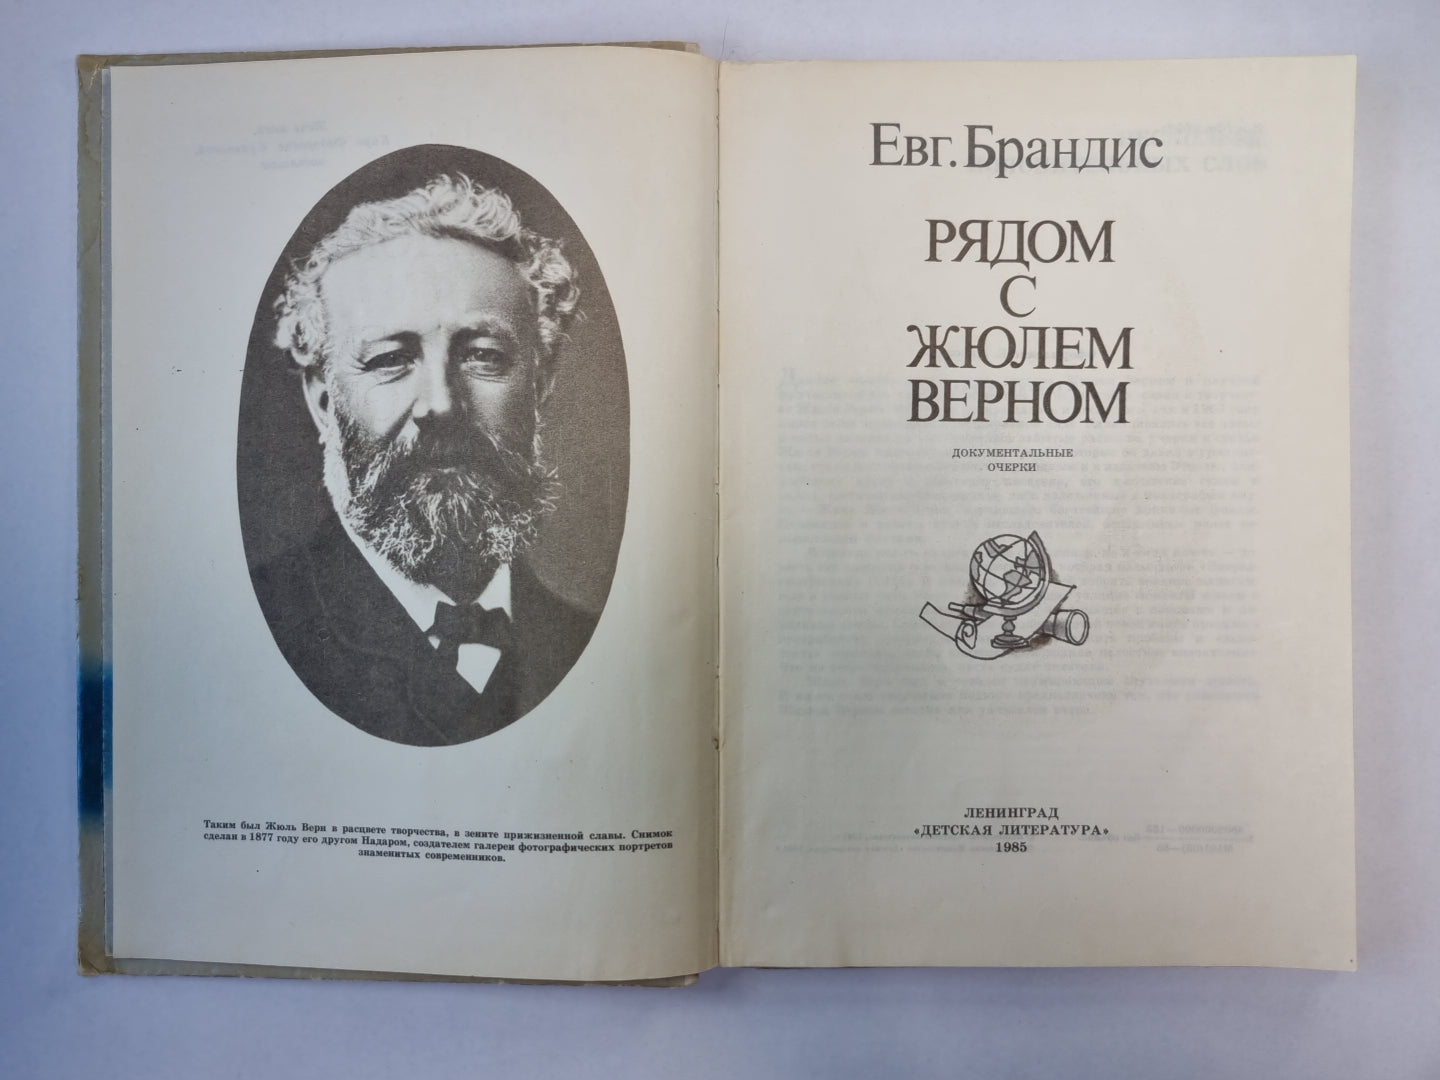 Таким был Жюль Верн в расцвете творчества, в зените прижизненной славы. Снимок
сделан в 1877 году его другом Надаром, создателем галереи фотографических портретов
знаменитых современников.
Евг. Брандис
РЯДОМ
С
ЖЮЛЕМ
ВЕРНОМ
ДОКУМЕНТАЛЬНЫЕ
ОЧЕРКИ
ЛЕНИНГРАД
«ДЕТСКАЯ ЛИТЕРАТУРА»
1985